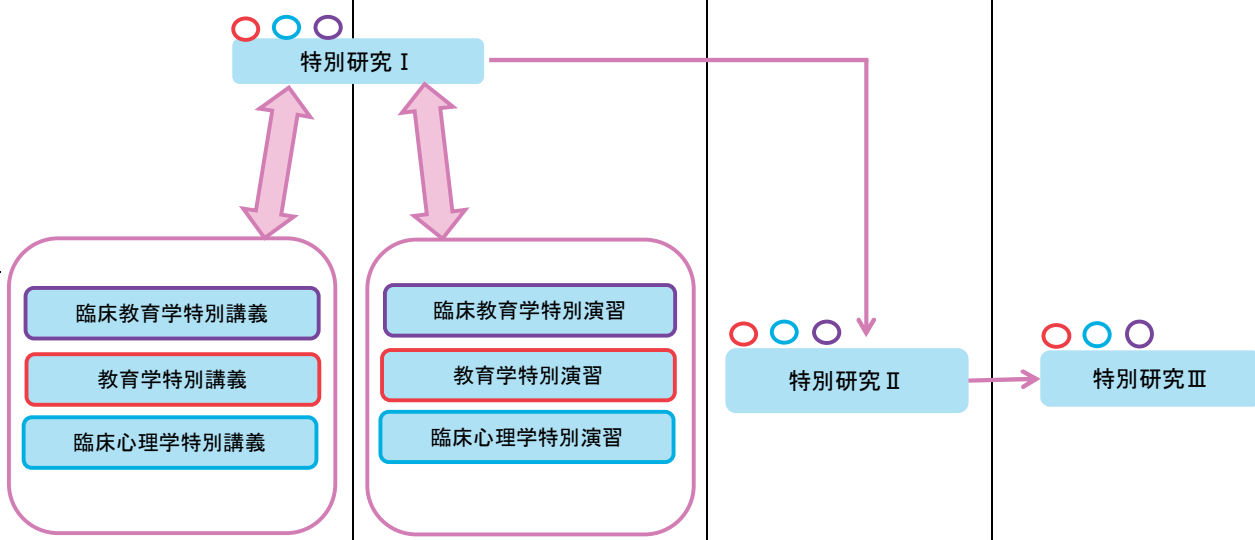 特別研究Ⅰ
臨床教育学特別講義
教育学特別講義
臨床心理学特別講義
臨床教育学特別演習
教育学特別演習
臨床心理学特別演習
特別研究Ⅱ
特別研究Ⅲ